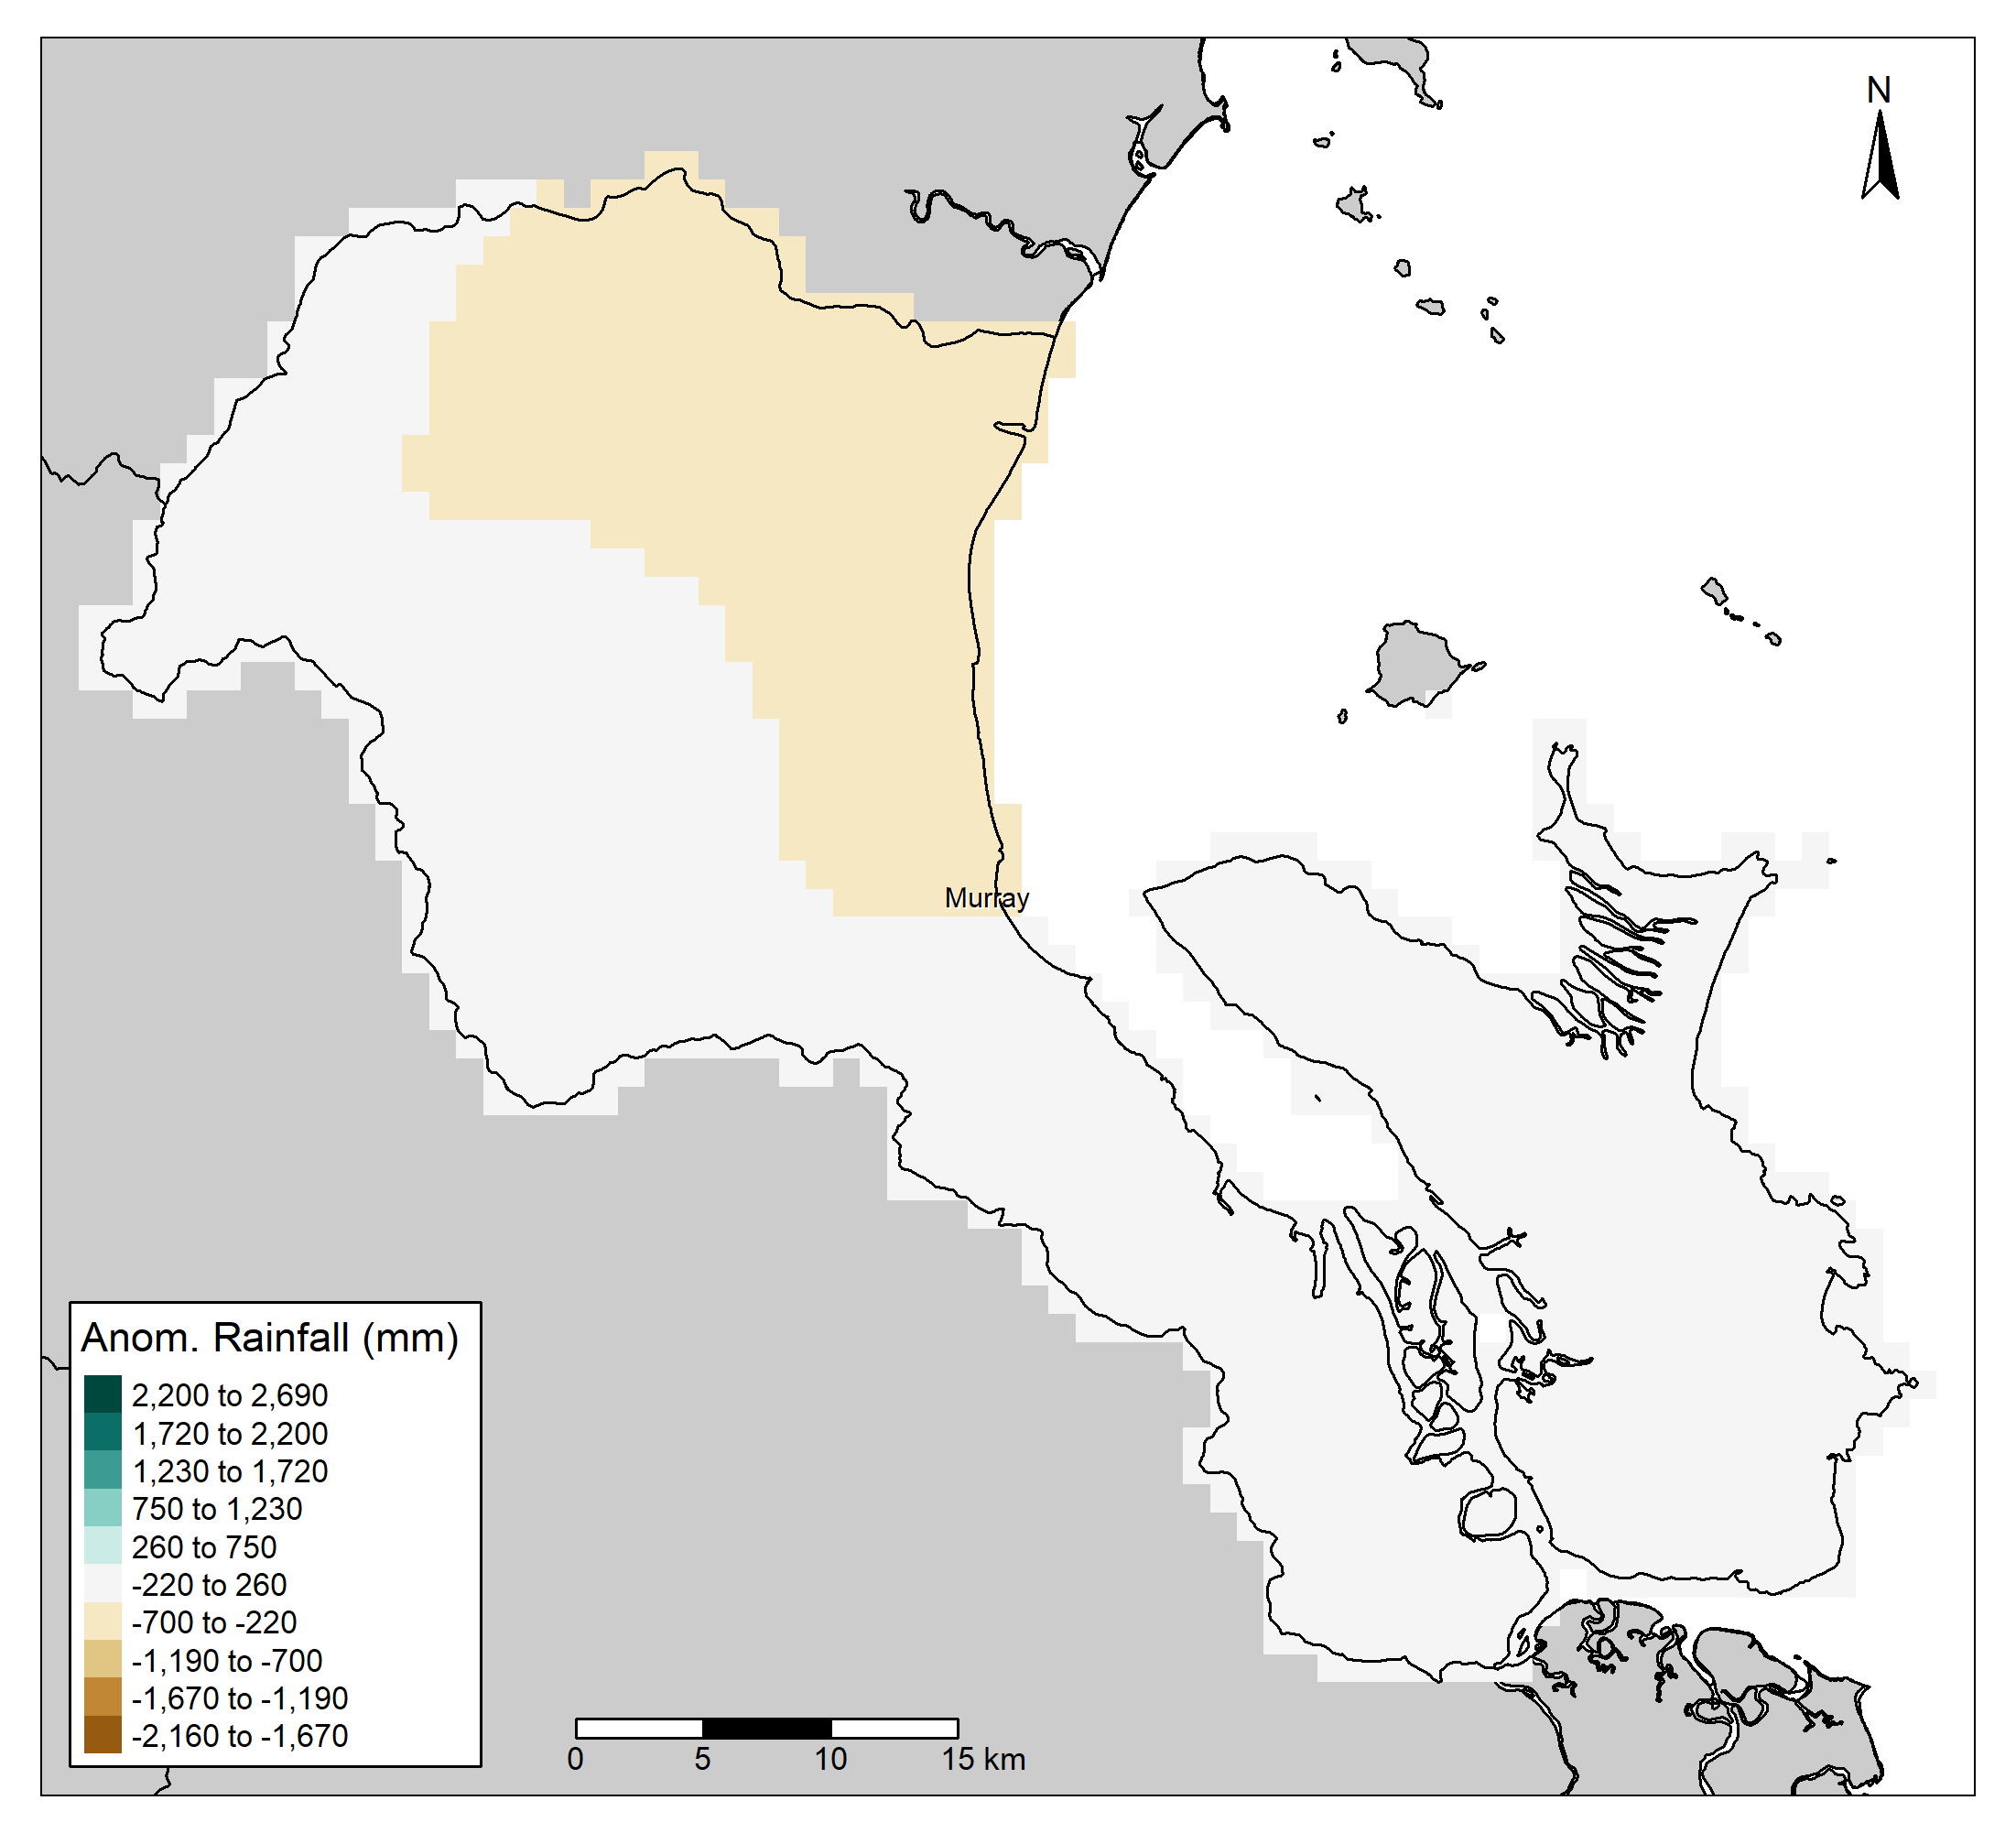 N
Murray
Anom. Rainfall (mm)
2,200 to 2,690
1,720 to 2,200
1,230 to 1,720
750 to 1,230
260 to 750
-220 to 260
-700 to -220
-1,190 to -700
-1,670 to -1,190
-2,160 to -1,670
0 5 10 15 km